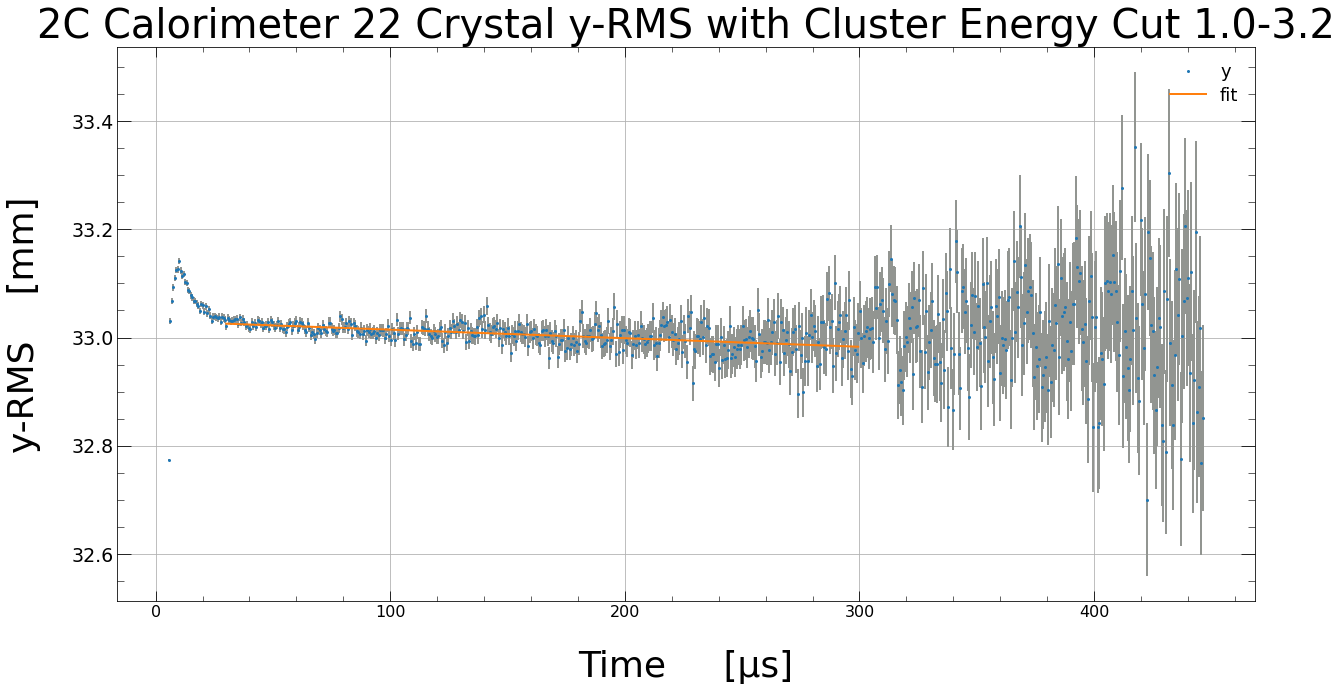 2C Calorimeter 22 Crystal y-RMS with Cluster Energy Cut 1.0-3.2
y
fit
33.4
33.2
33.0
32.8
32.6
y-RMS [mm]
0 100 200 300 400
Time [μs]